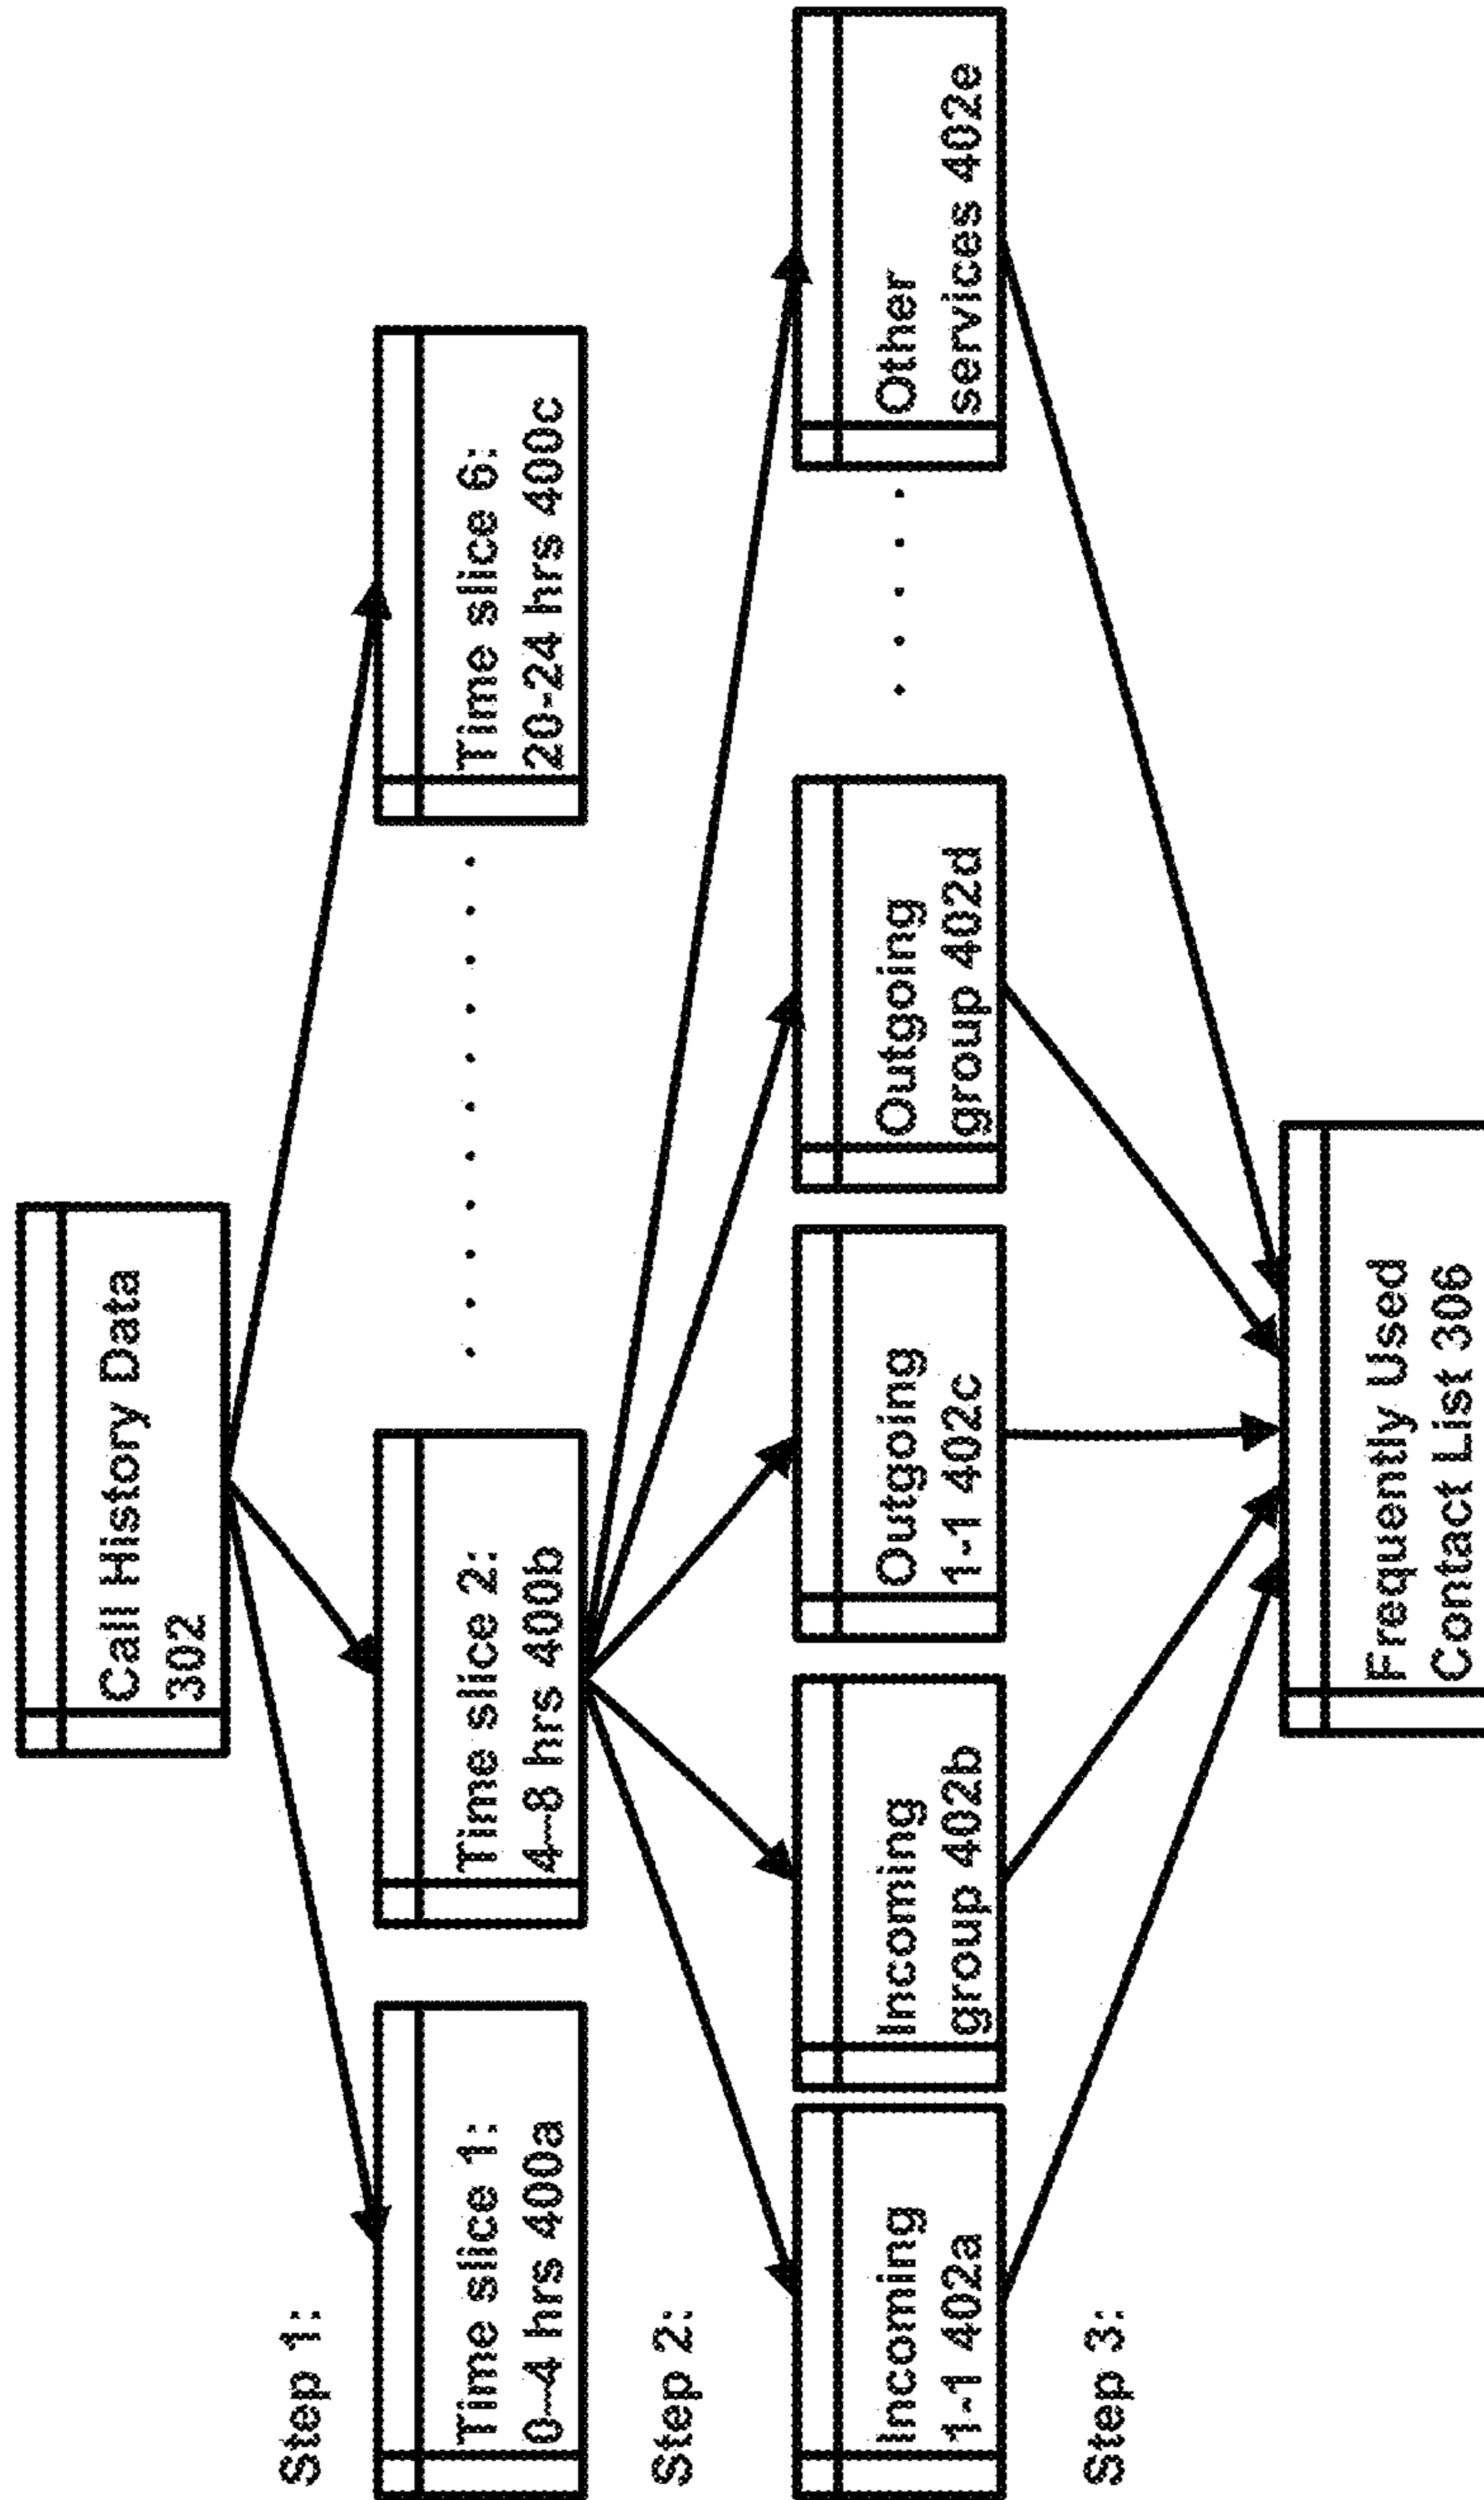 Call History Data
302
Step 1:
Time slice 1:
0–4 hrs 400a
Time slice 2:
4–8 hrs 400b
Time slice 6:
20-24 hrs 400c
Step 2:
Incoming
1-1 402a
Incoming
group 402b
Outgoing
1-1 402c
Outgoing
group 402d
Other
services 402e
Step 3:
Frequently Used
Contact List 306